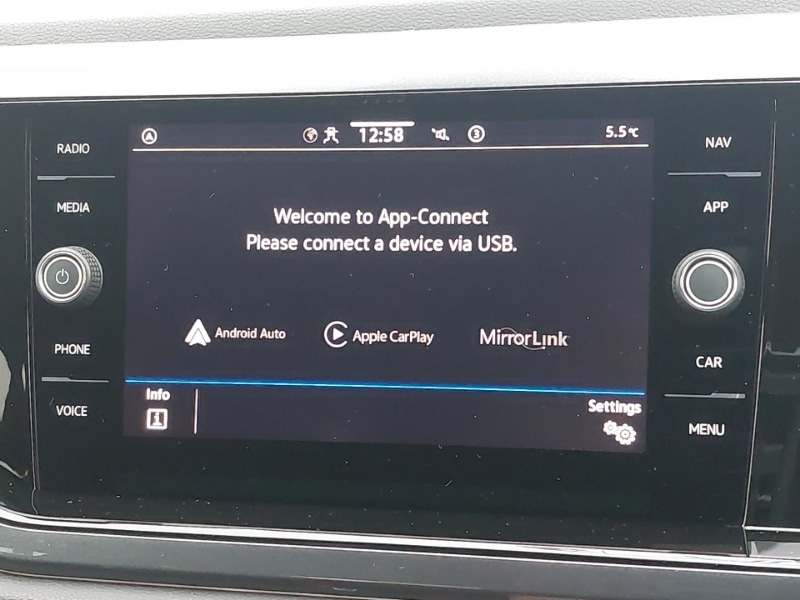 RADIO
MEDIA
PHONE
VOICE
12:58
3
5.5°C
Welcome to App-Connect
Please connect a device via USB.
Android Auto
Apple CarPlay
MirrorLink
Info
i
Settings
NAV
APP
CAR
MENU